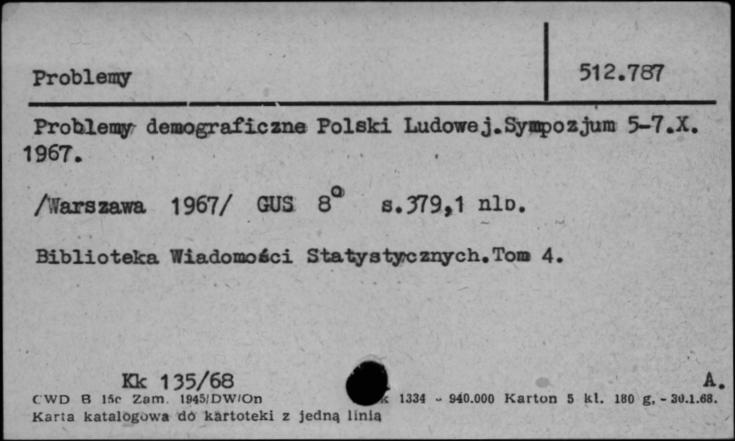 Problemy 512.787
Problemy demograficzne Polski Ludowej.Sympozjum 5-7.X.
1967.
/Warszawa 1967/ GUS 8° s.379,1 nlb.
Biblioteka Wiadomości Statystycznych.Tom 4.
Kk 135/68 A.
CWD B 15c Zam. 1945/DW/On k 1334 - 940.000 Karton 5 kl. 180 g, - 30.1.68.
Karta katalogowa do kartoteki z jedną linią